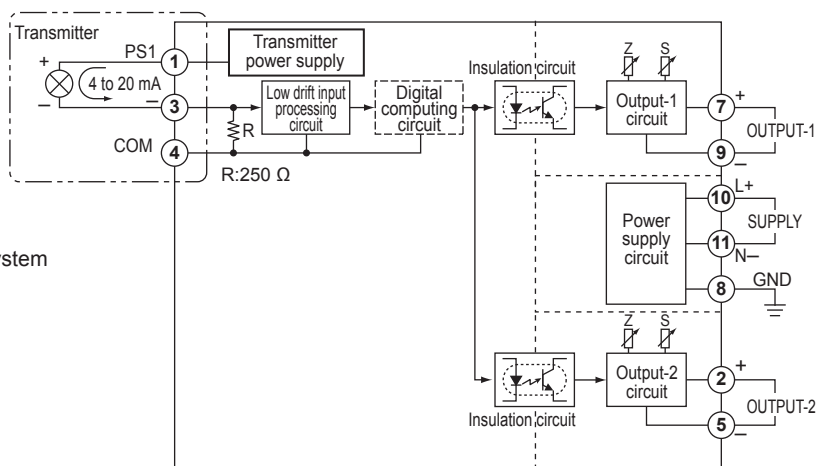 Transmitter
PS1
1
+
4 to 20 mA
–
–
3
COM
4
R
R:250 Ω
Transmitter
power supply
Low drift input
processing
circuit
Digital
computing
circuit
Insulation circuit
Z
S
Output-1
circuit
7
+
OUTPUT-1
9
–
10
L+
SUPPLY
Power
supply
circuit
11
N–
8
GND
ystem
Z
S
Output-2
circuit
2
+
OUTPUT-2
5
–
Insulation circuit